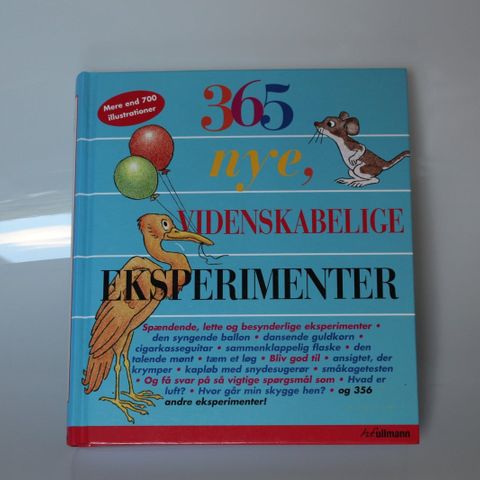 Mere end 700
illustrationer
365
nye,
VIDENSKABELIGE
EKSPERIMENTER
Spændende, lette og besynderlige eksperimenter •
den syngende ballon • dansende guldkorn •
cigarkasseguitar • sammenklappelig flaske • den
talende mønt • tæm et løg • Bliv god til • ansigtet, der
krymper • kapløb med snydesugerør • småkagetesten
• Og få svar på så vigtige spørgsmål som • Hvad er
luft? • Hvor går min skygge hen? • og 356
andre eksperimenter!
h.f.ullmann